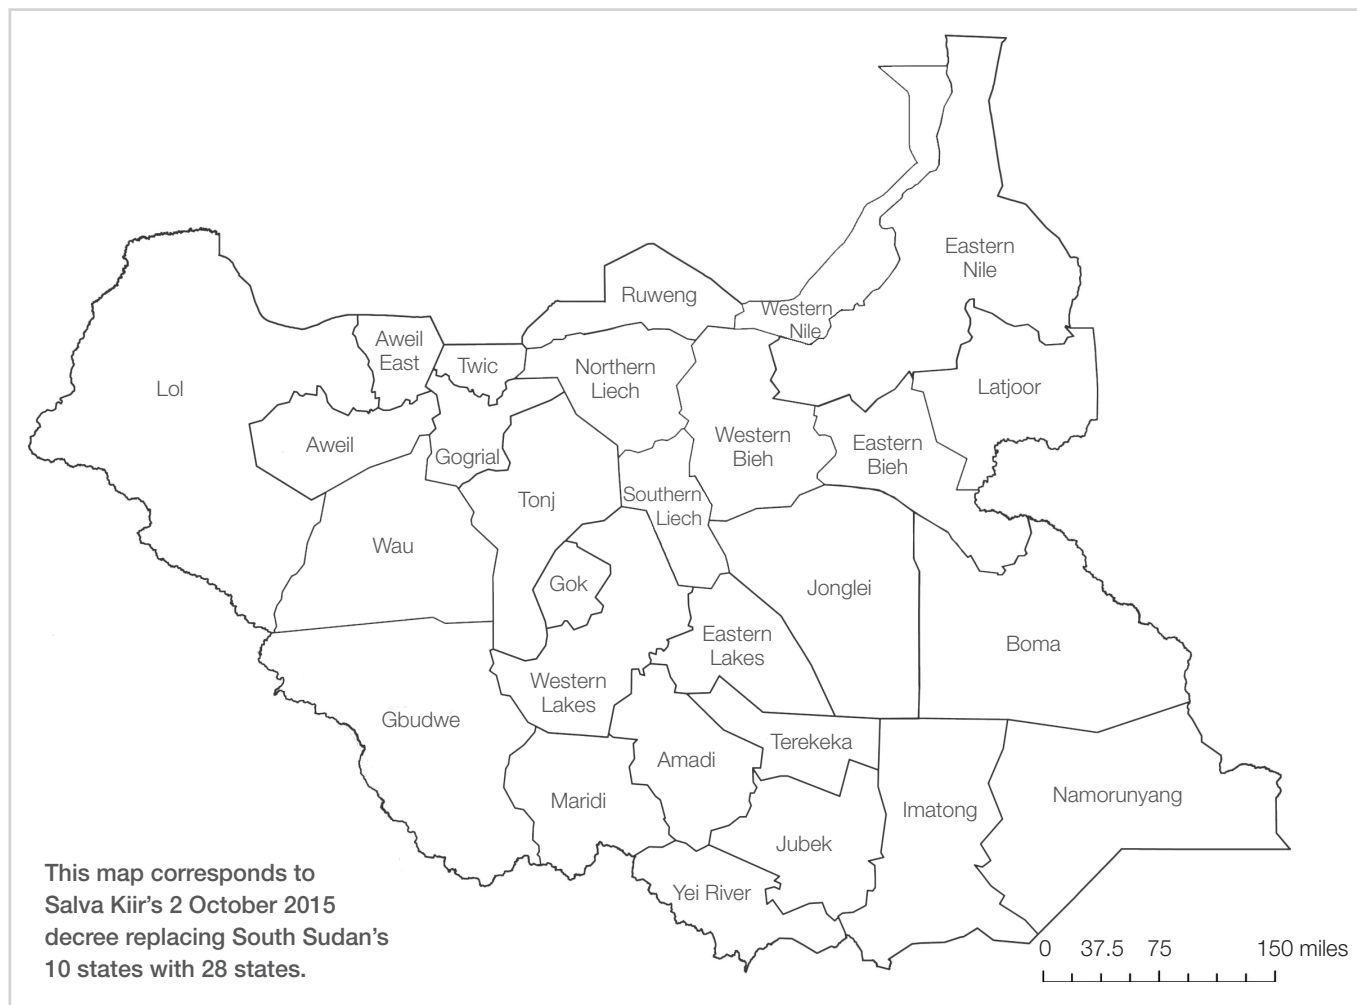 Eastern
Nile
Ruweng
Western
Nile
Aweil
East
Twic
Northern
Liech
Lol
Latjoor
Western
Bieh
Eastern
Bieh
Aweil
Gogrial
Tonj
Southern
Liech
Wau
Gok
Jonglei
Eastern
Lakes
Boma
Western
Lakes
Gbudwe
Terekeka
Amadi
Maridi
Imatong
Namorunyang
Jubek
Yei River
This map corresponds to
Salva Kiir's 2 October 2015
decree replacing South Sudan's
10 states with 28 states.
0 37.5 75 150 miles